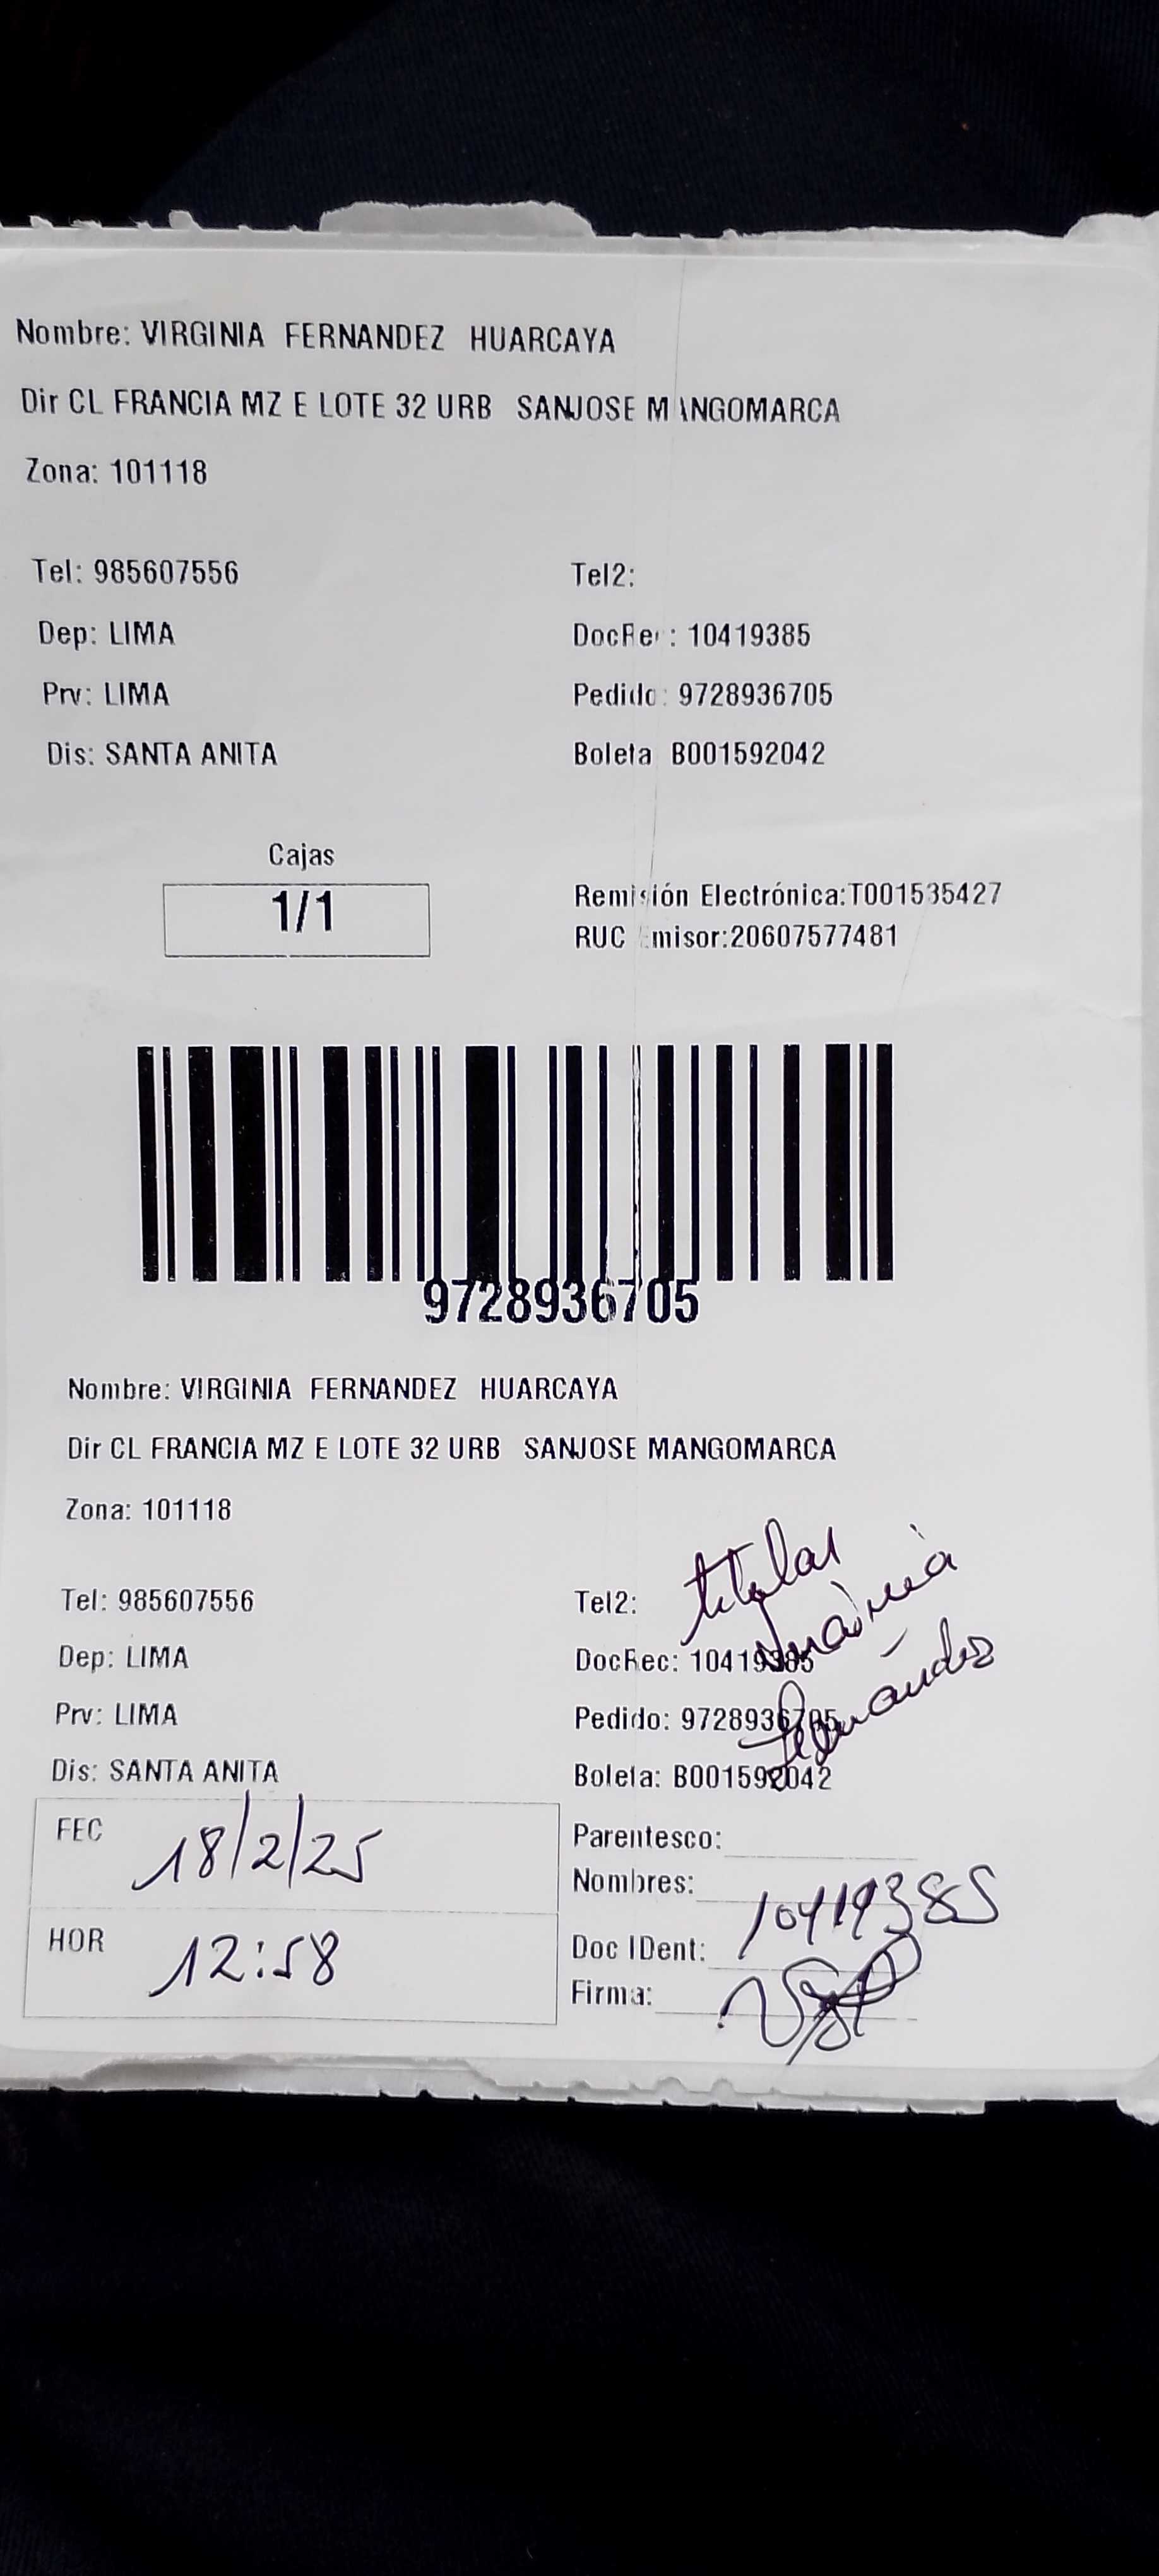 Nombre: VIRGINIA FERNANDEZ HUARCAYA
Dir CL FRANCIA MZ E LOTE 32 URB SANJOSE MANGOMARCA
Zona: 101118
Tel: 985607556 Tel2:
Dep: LIMA DocRec: 10419385
Prv: LIMA Pedido: 9728936705
Dis: SANTA ANITA Boleta B001592042
Cajas
1/1
Remisión Electrónica:T001535427
RUC Emisor:20607577481
9728936705
Nombre: VIRGINIA FERNANDEZ HUARCAYA
Dir CL FRANCIA MZ E LOTE 32 URB SANJOSE MANGOMARCA
Zona: 101118
Tel: 985607556 Tel2:
titular
Dep: LIMA DocRec: 10419385
Prv: LIMA Pedido: 9728936705
Fernández
Dis: SANTA ANITA Boleta: B001592042
FEC 18/2/25
HOR 12:58
Parentesco:
Nombres:
Doc IDent: 10419385
Firma: